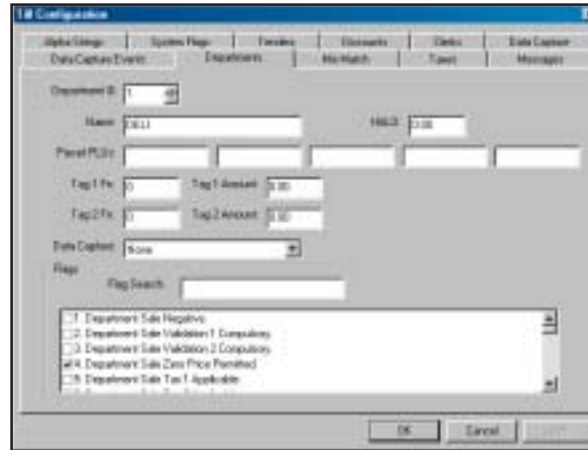 Till Configuration
Alpha Strings System Flags Tenders Discounts Clerks Data Capture
Data Capture Events Departments Mix Match Taxes Messages
Department ID: 1
Name: DELI HALO: 0.00
Preset PLUs:
Tag 1 Fn: 0 Tag 1 Amount: 0.00
Tag 2 Fn: 0 Tag 2 Amount: 0.00
Data Capture: None
Flags
Flag Search:
1. Department Sale Negative
2. Department Sale Validation 1 Compulsory
3. Department Sale Validation 2 Compulsory
4. Department Sale Zero Price Permitted
5. Department Sale Tax 1 Applicable
OK Cancel